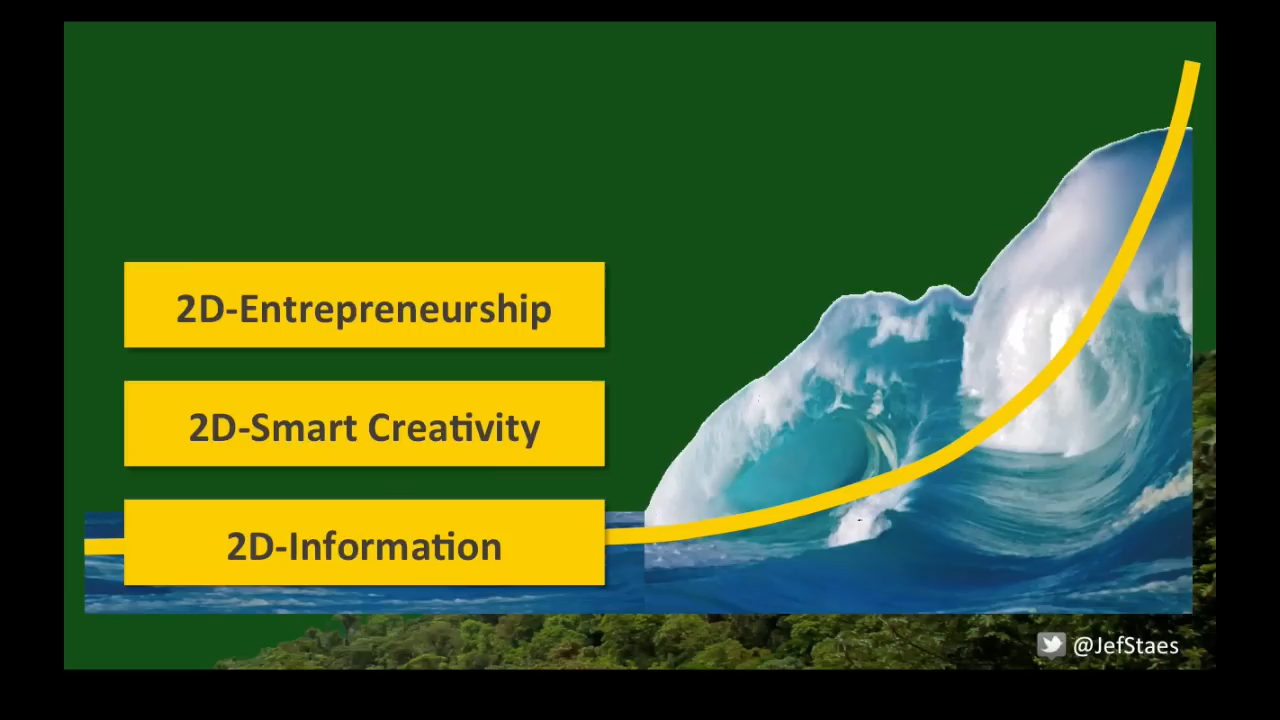 2D-Entrepreneurship
2D-Smart Creativity
2D-Information
@JefStaes